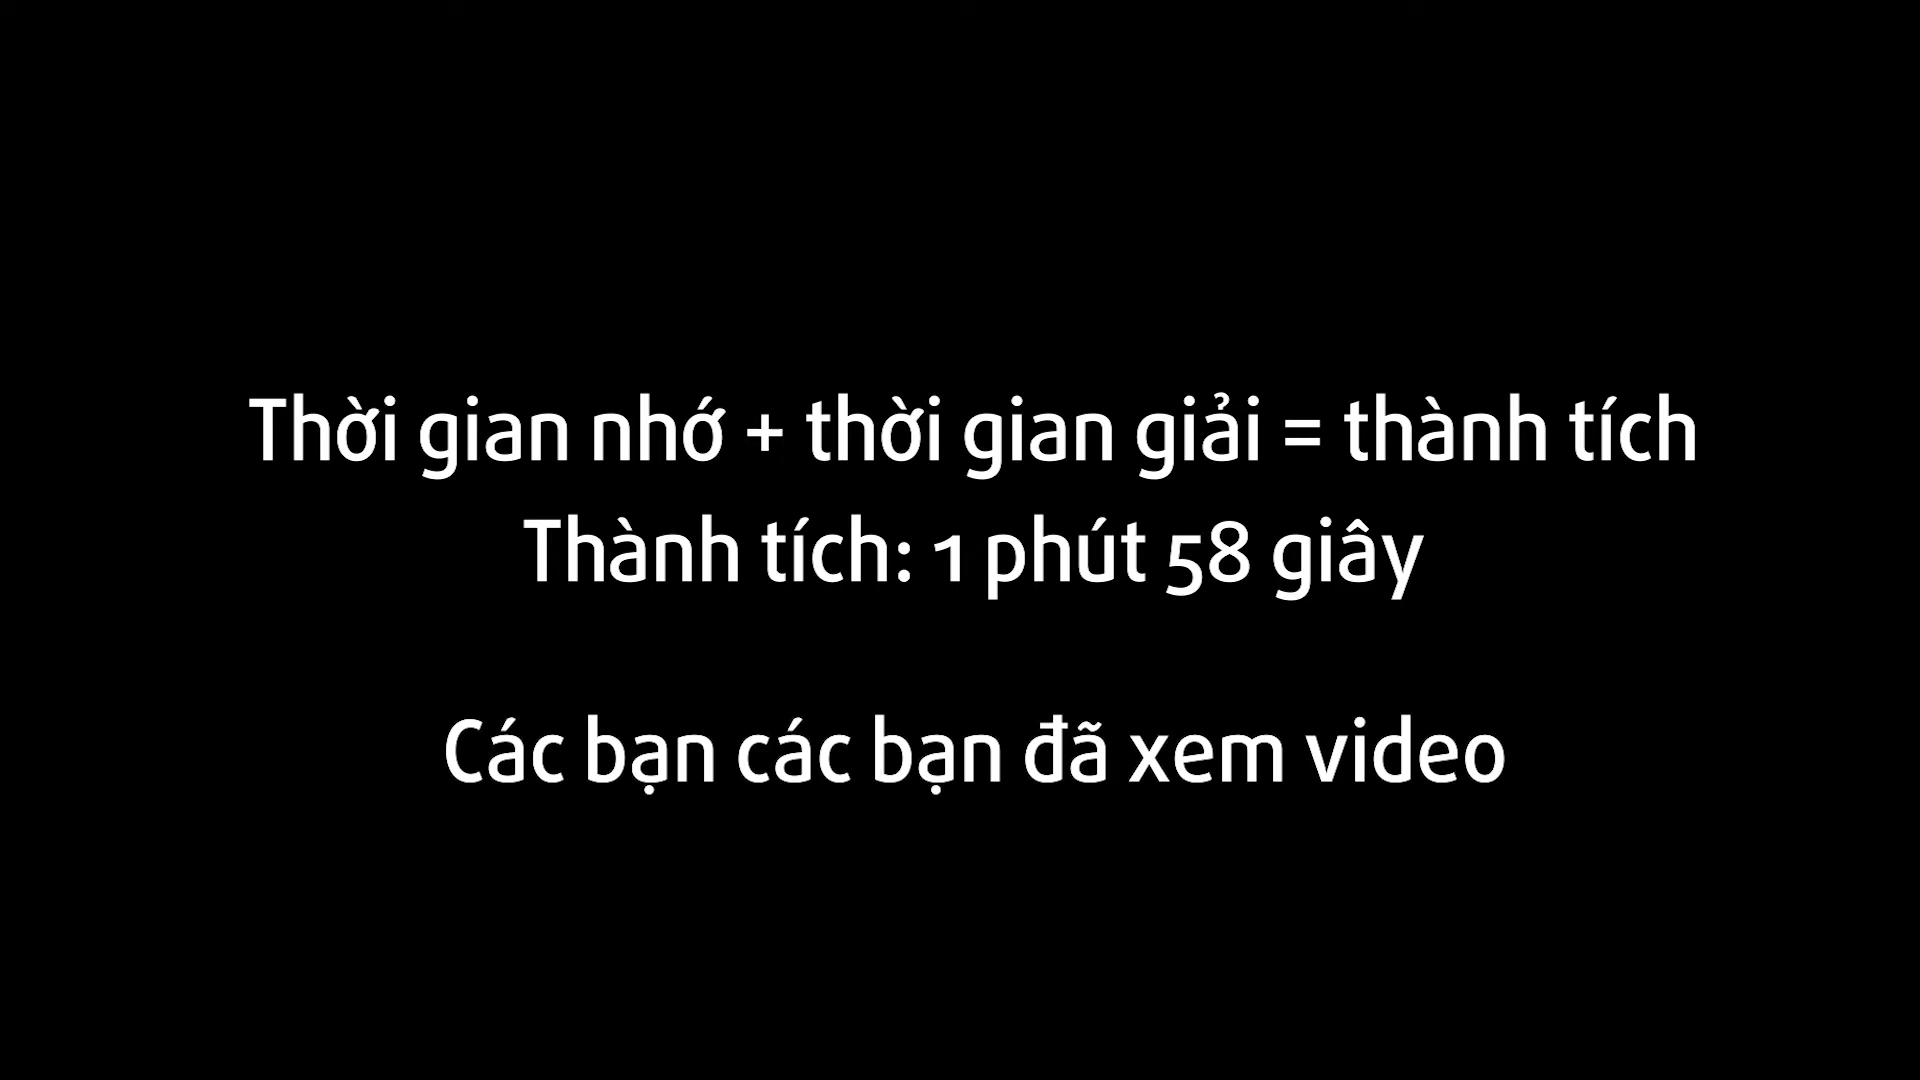 Thời gian nhớ + thời gian giải = thành tích
Thành tích: 1 phút 58 giây
Các bạn các bạn đã xem video